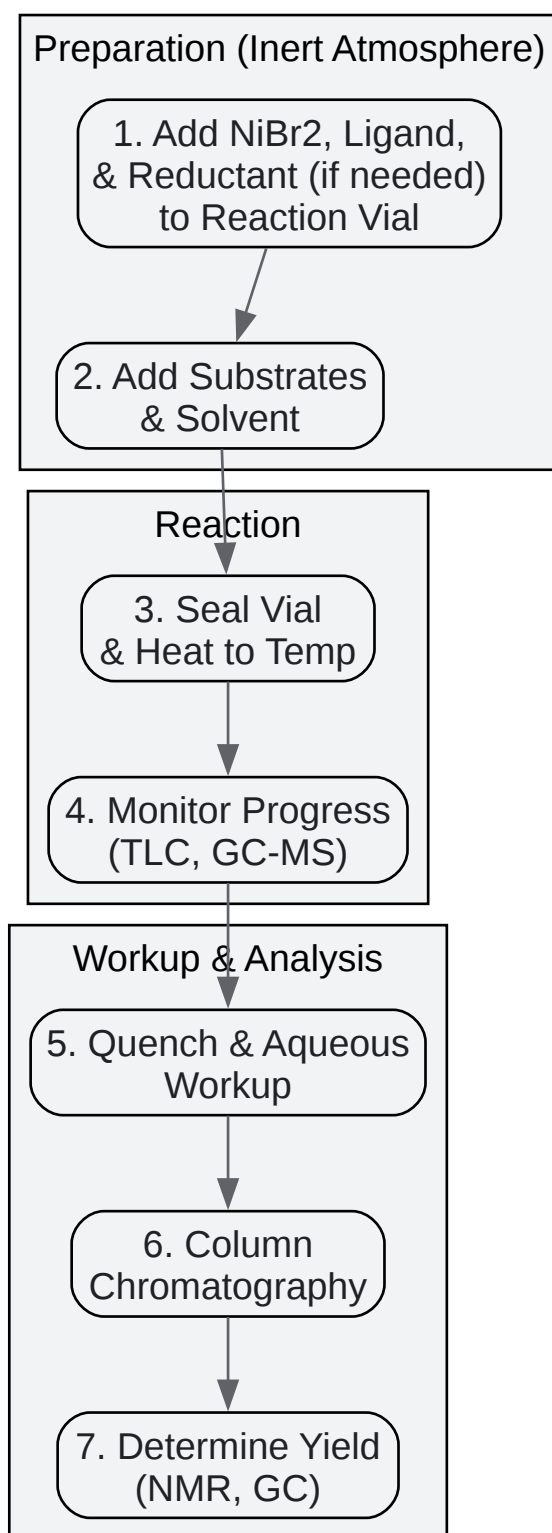 Preparation (Inert Atmosphere)
1. Add NiBr2, Ligand,
& Reductant (if needed)
to Reaction Vial
2. Add Substrates
& Solvent
Reaction
3. Seal Vial
& Heat to Temp
4. Monitor Progress
(TLC, GC-MS)
Workup & Analysis
5. Quench & Aqueous
Workup
6. Column
Chromatography
7. Determine Yield
(NMR, GC)